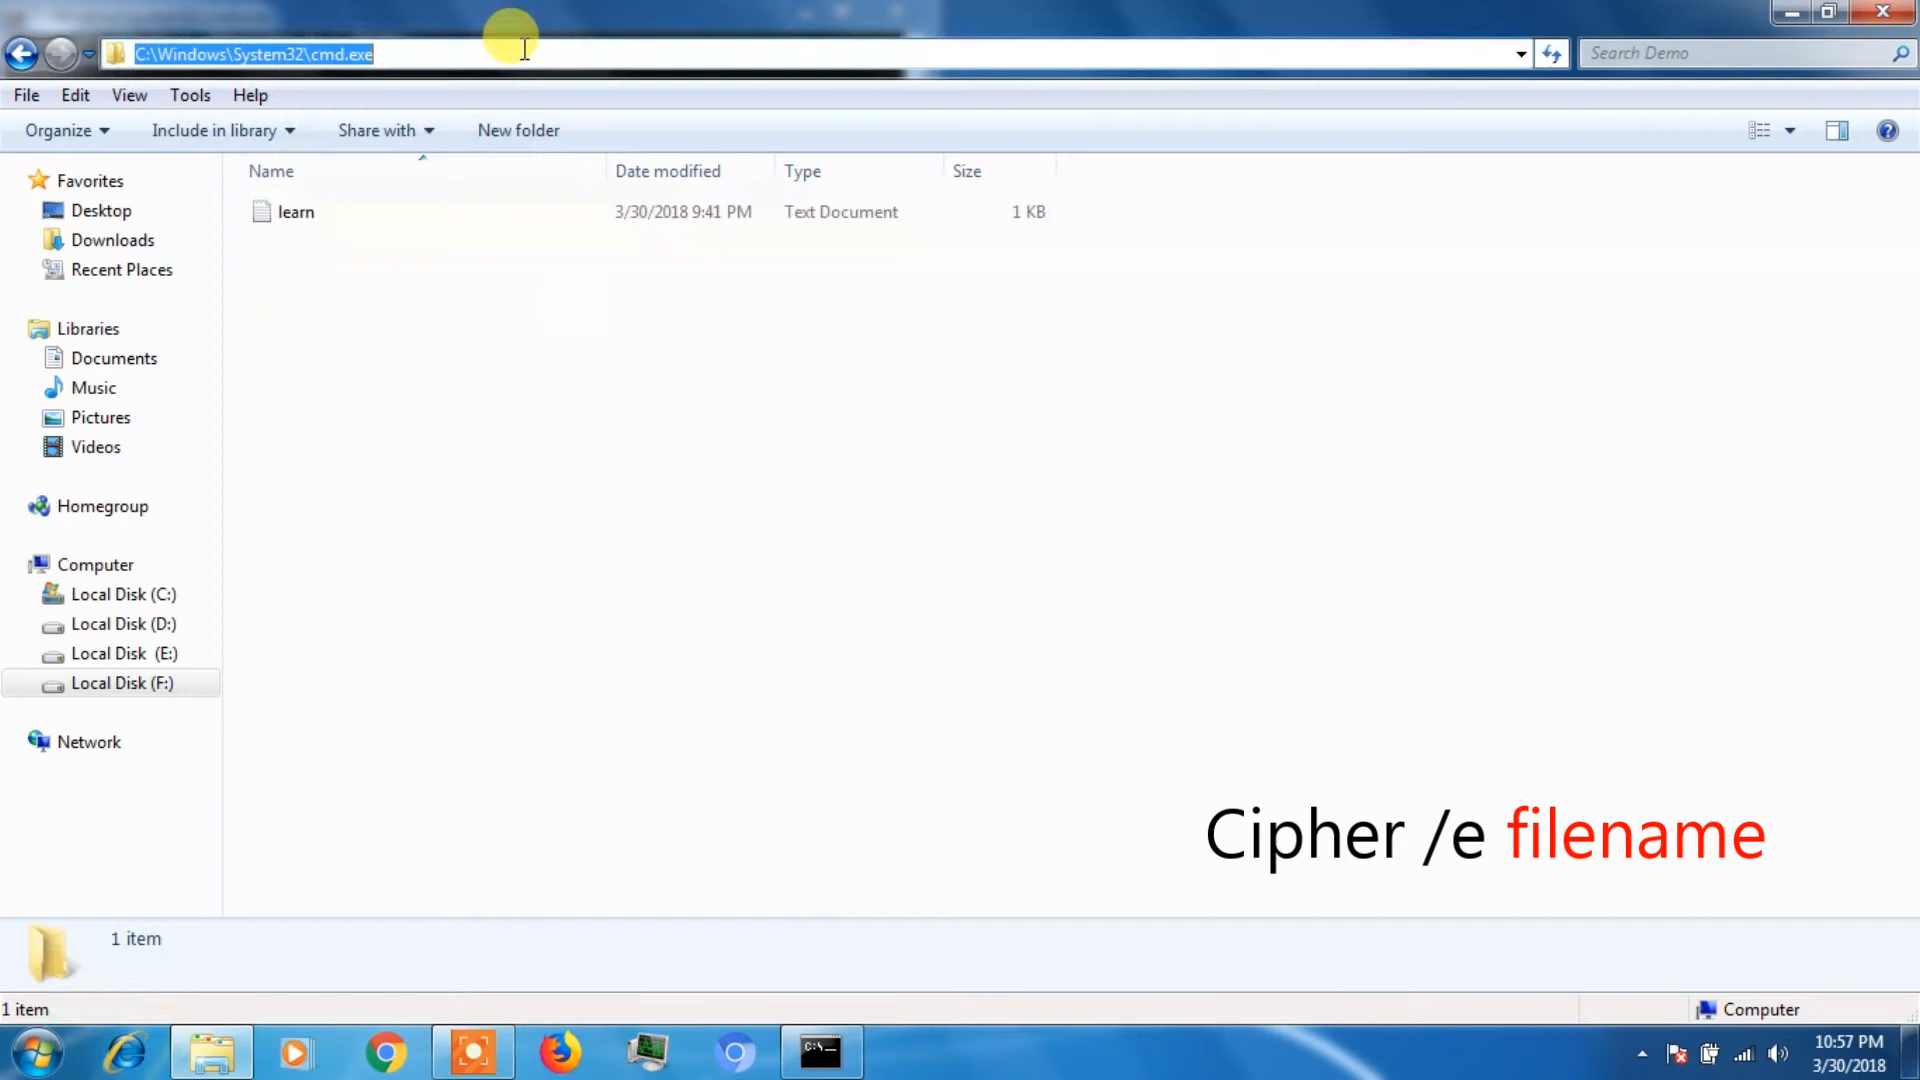 C:\Windows\System32\cmd.exe
Search Demo
File Edit View Tools Help
Organize Include in library Share with New folder
Name Date modified Type Size
learn 3/30/2018 9:41 PM Text Document 1 KB
Favorites
Desktop
Downloads
Recent Places
Libraries
Documents
Music
Pictures
Videos
Homegroup
Computer
Local Disk (C:)
Local Disk (D:)
Local Disk (E:)
Local Disk (F:)
Network
Cipher /e filename
1 item
1 item
Computer
C:\
10:57 PM
3/30/2018